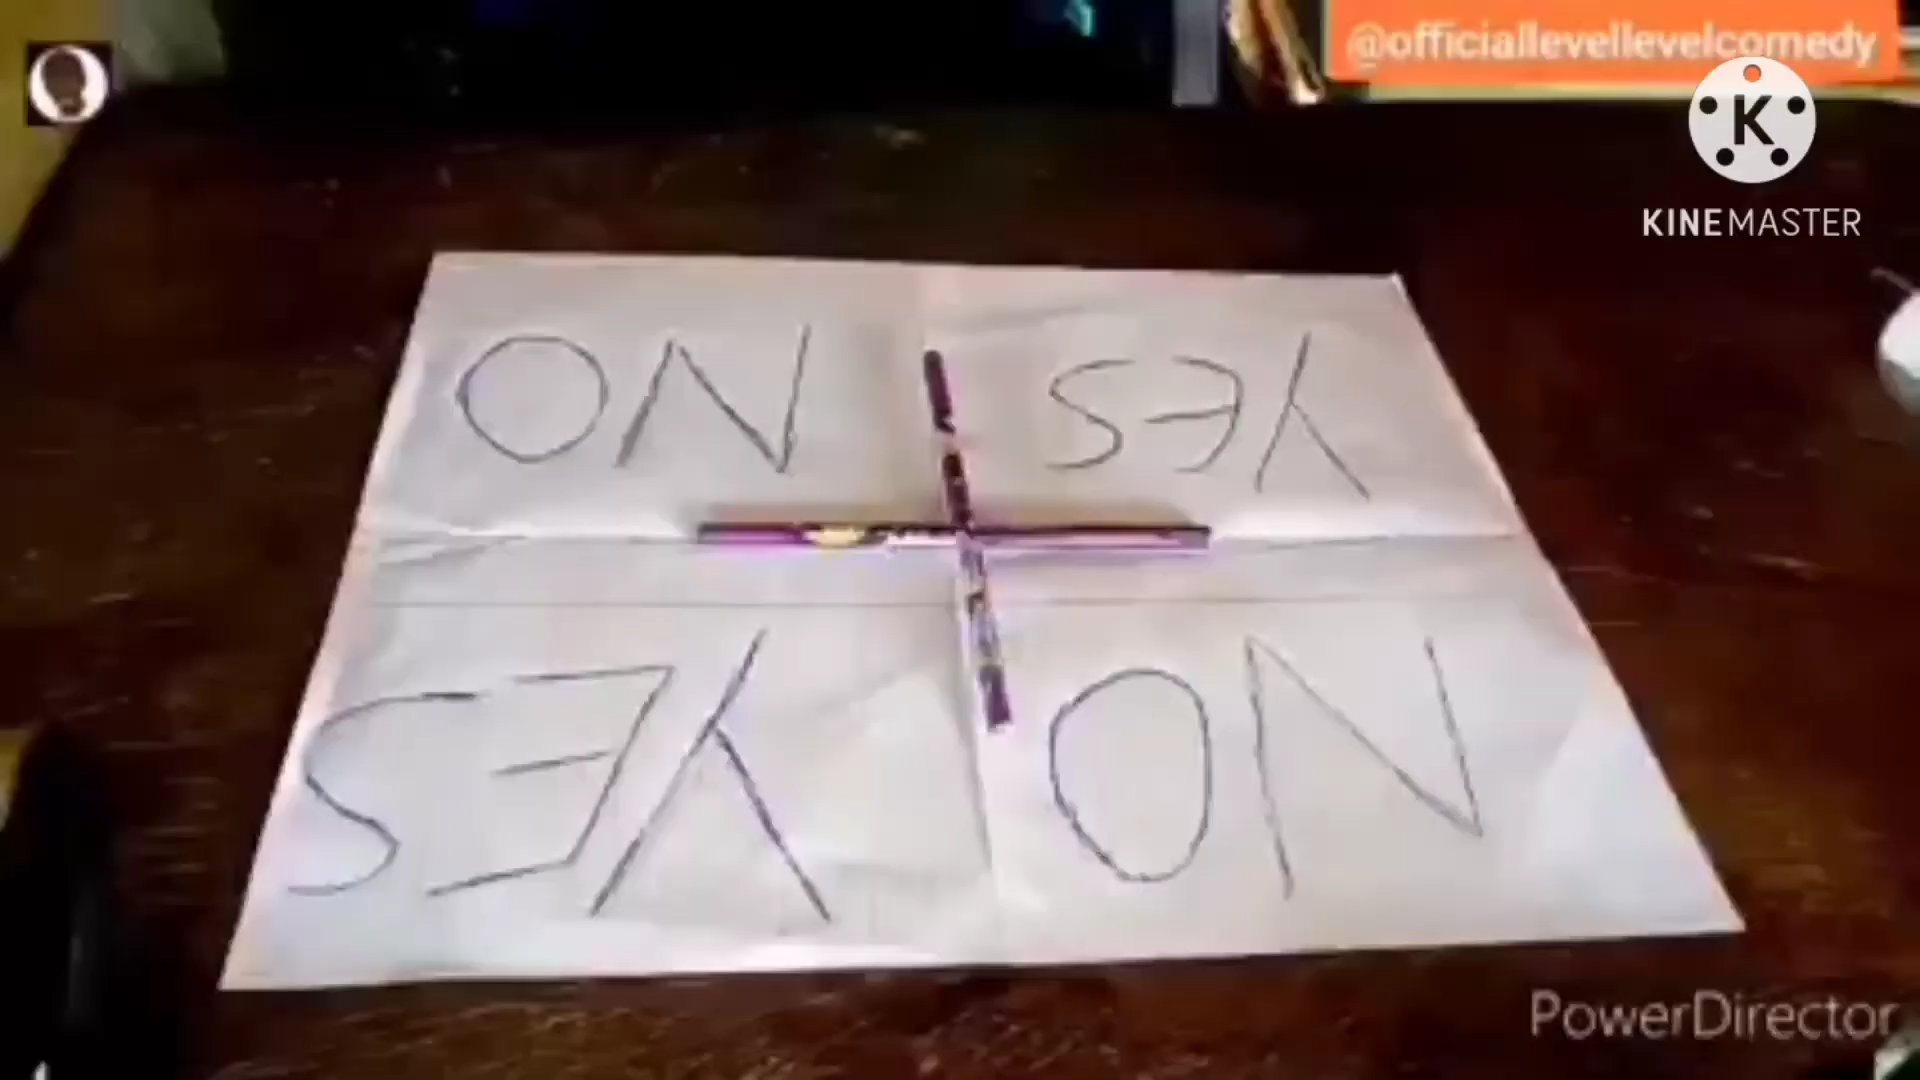 @officiallevellevelcomedy
K
KINEMASTER
NO YES
YES NO
PowerDirector